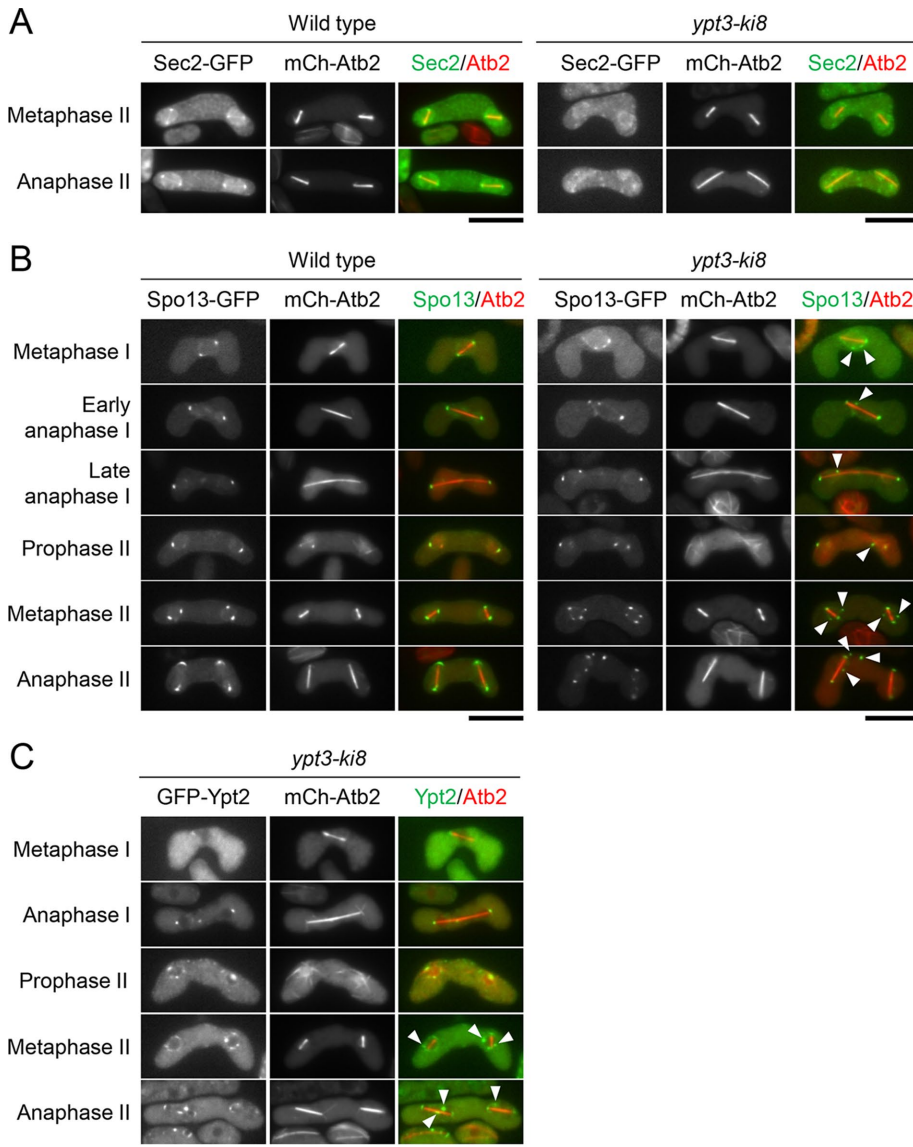 A
Wild type
ypt3-ki8
Sec2-GFP mCh-Atb2 Sec2/Atb2 Sec2-GFP mCh-Atb2 Sec2/Atb2
Metaphase II
Anaphase II
B
Wild type
ypt3-ki8
Spo13-GFP mCh-Atb2 Spo13/Atb2 Spo13-GFP mCh-Atb2 Spo13/Atb2
Metaphase I
Early
anaphase I
Late
anaphase I
Prophase II
Metaphase II
Anaphase II
C
ypt3-ki8
GFP-Ypt2 mCh-Atb2 Ypt2/Atb2
Metaphase I
Anaphase I
Prophase II
Metaphase II
Anaphase II